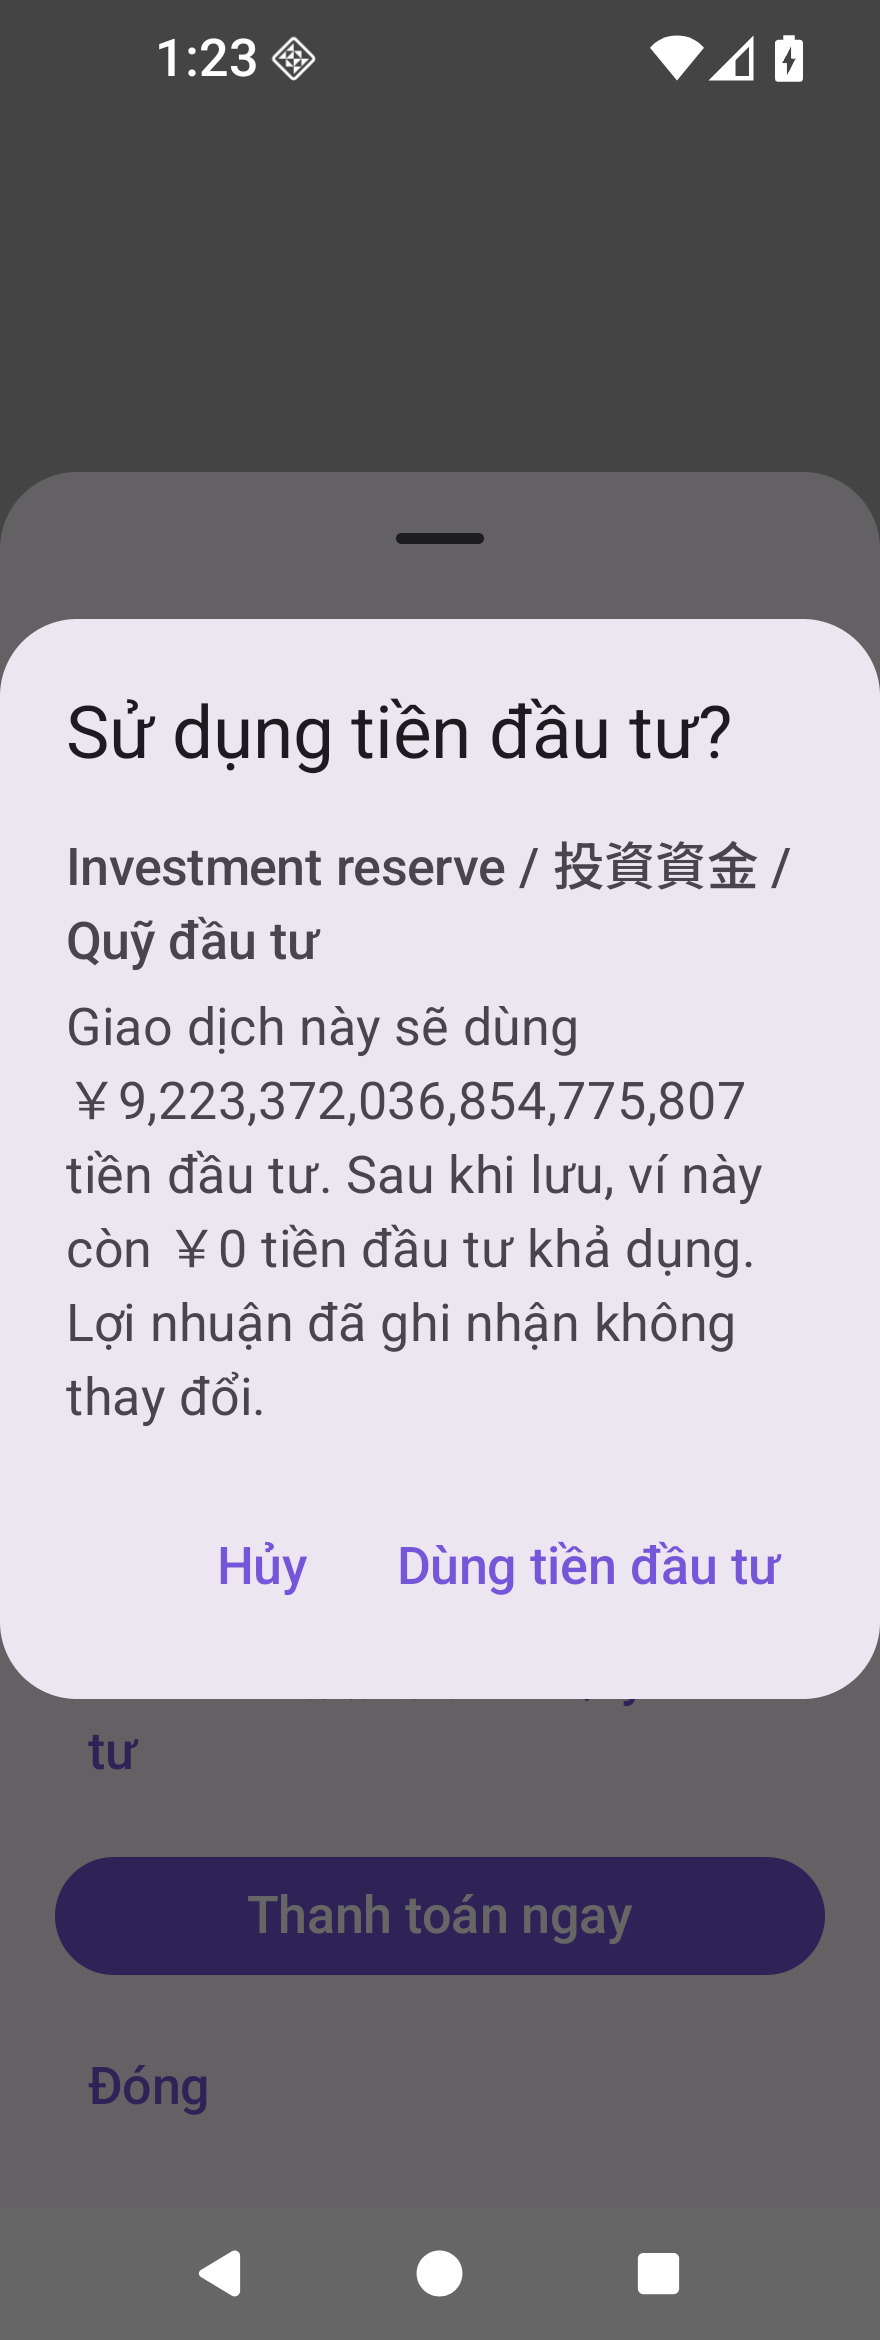 1:23
Sử dụng tiền đầu tư?
Investment reserve / 投資資金 /
Quỹ đầu tư
Giao dịch này sẽ dùng
￥9,223,372,036,854,775,807
tiền đầu tư. Sau khi lưu, ví này
còn ￥0 tiền đầu tư khả dụng.
Lợi nhuận đã ghi nhận không
thay đổi.
Hủy Dùng tiền đầu tư
tư
Thanh toán ngay
Đóng